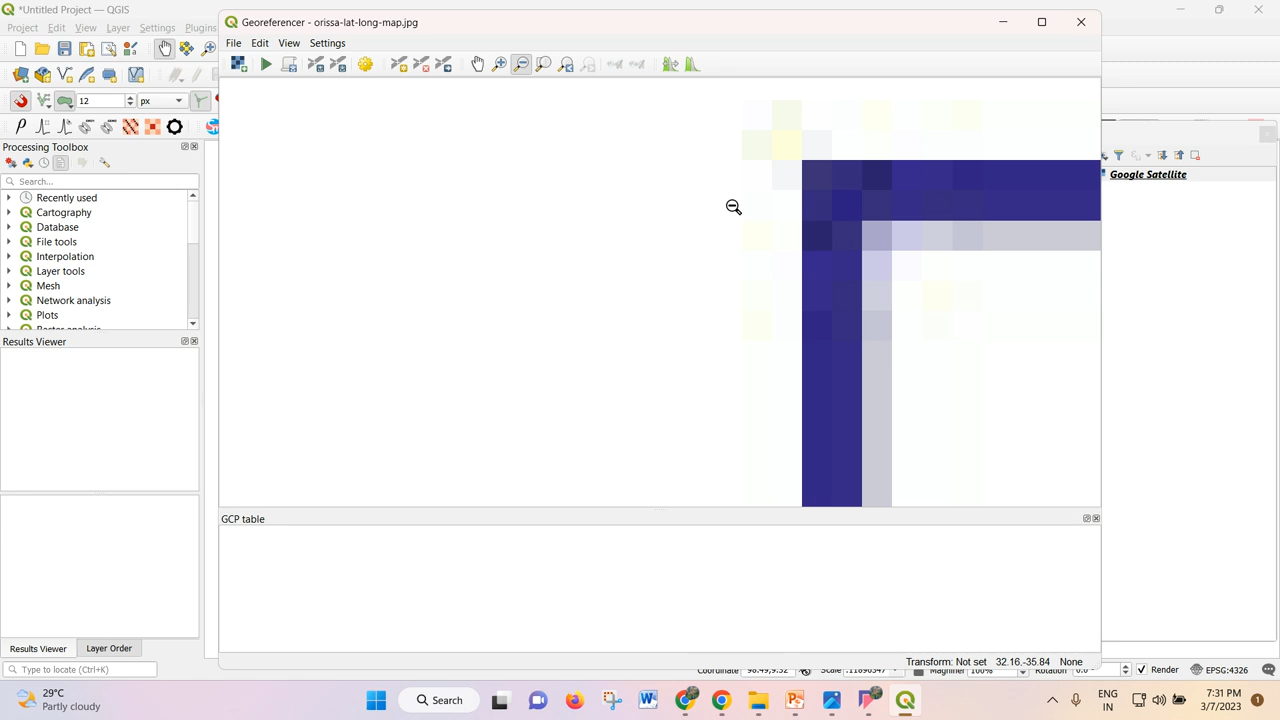 *Untitled Project — QGIS
Project Edit View Layer Settings Plugins
12 px
Processing Toolbox
Search...
Recently used
Cartography
Database
File tools
Interpolation
Layer tools
Mesh
Network analysis
Plots
Raster analysis
Results Viewer
Results Viewer Layer Order
Type to locate (Ctrl+K)
Georeferencer - orissa-lat-long-map.jpg
File Edit View Settings
GCP table
Transform: Not set 32.16,-35.84 None
Google Satellite
Coordinate Scale Magnifier 100% Rotation 0.0 ° Render EPSG:4326
29°C
Partly cloudy
Search
ENG
IN
7:31 PM
3/7/2023
1